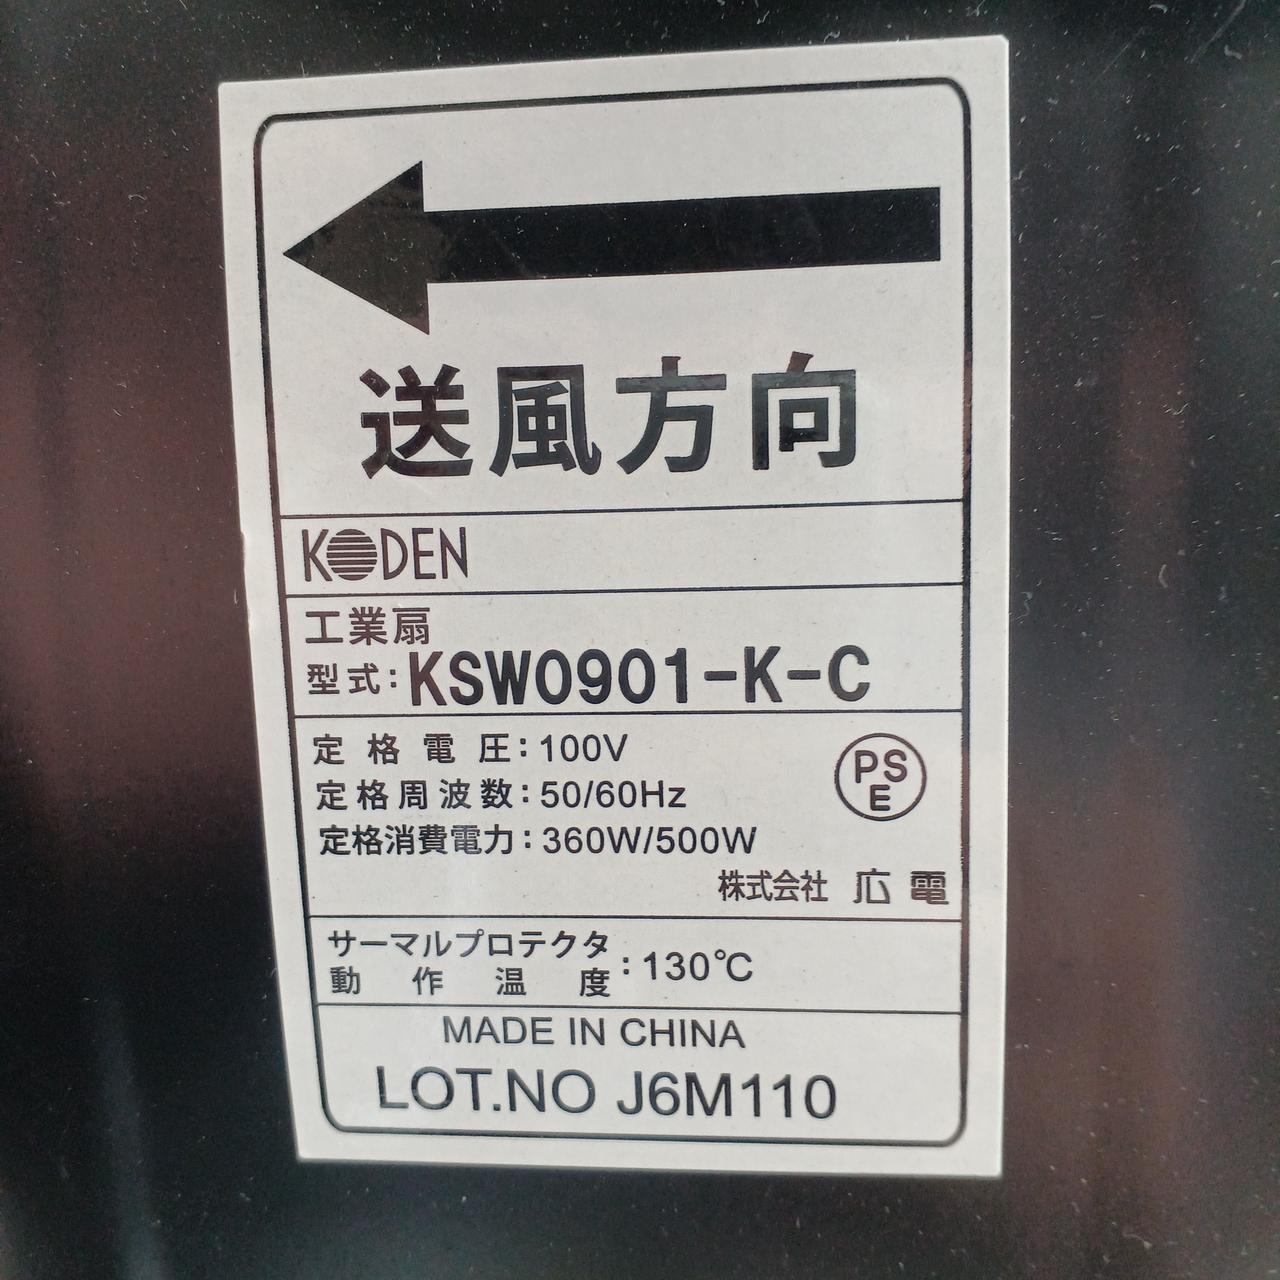 送風方向
KODEN
工業扇
型式:KSW0901-K-C
定格電圧:100V
定格周波数:50/60Hz
定格消費電力:360W/500W
PSE
株式会社 広電
サーマルプロテクタ
動作温度:130℃
MADE IN CHINA
LOT.NO J6M110